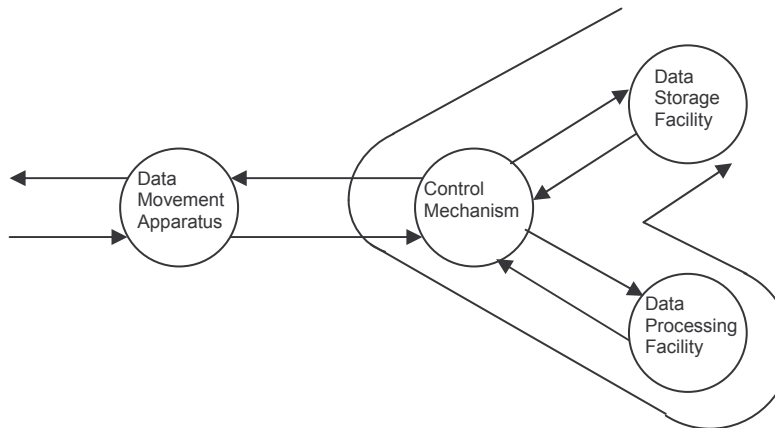 Data
Movement
Apparatus
Control
Mechanism
Data
Storage
Facility
Data
Processing
Facility